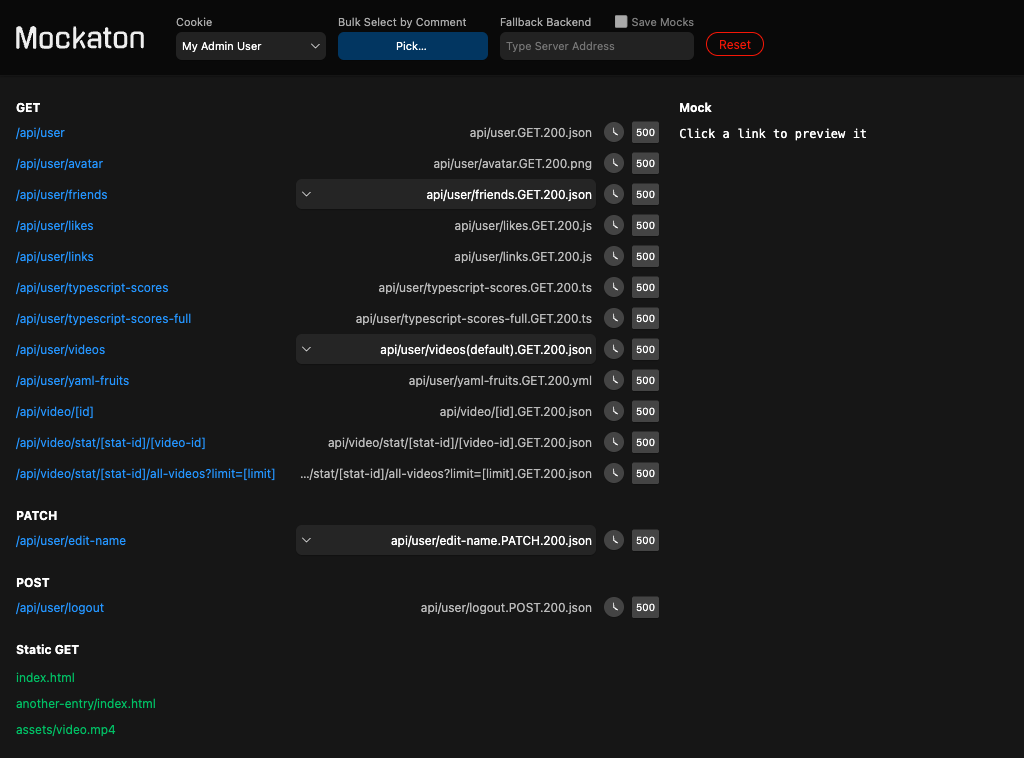 Mockaton
Cookie
My Admin User
Bulk Select by Comment
Pick...
Fallback Backend
Save Mocks
Type Server Address
Reset
GET
/api/user api/user.GET.200.json 500
/api/user/avatar api/user/avatar.GET.200.png 500
/api/user/friends api/user/friends.GET.200.json 500
/api/user/likes api/user/likes.GET.200.js 500
/api/user/links api/user/links.GET.200.js 500
/api/user/typescript-scores api/user/typescript-scores.GET.200.ts 500
/api/user/typescript-scores-full api/user/typescript-scores-full.GET.200.ts 500
/api/user/videos api/user/videos(default).GET.200.json 500
/api/user/yaml-fruits api/user/yaml-fruits.GET.200.yml 500
/api/video/[id] api/video/[id].GET.200.json 500
/api/video/stat/[stat-id]/[video-id] api/video/stat/[stat-id]/[video-id].GET.200.json 500
/api/video/stat/[stat-id]/all-videos?limit=[limit] .../stat/[stat-id]/all-videos?limit=[limit].GET.200.json 500
PATCH
/api/user/edit-name api/user/edit-name.PATCH.200.json 500
POST
/api/user/logout api/user/logout.POST.200.json 500
Static GET
index.html
another-entry/index.html
assets/video.mp4
Mock
Click a link to preview it